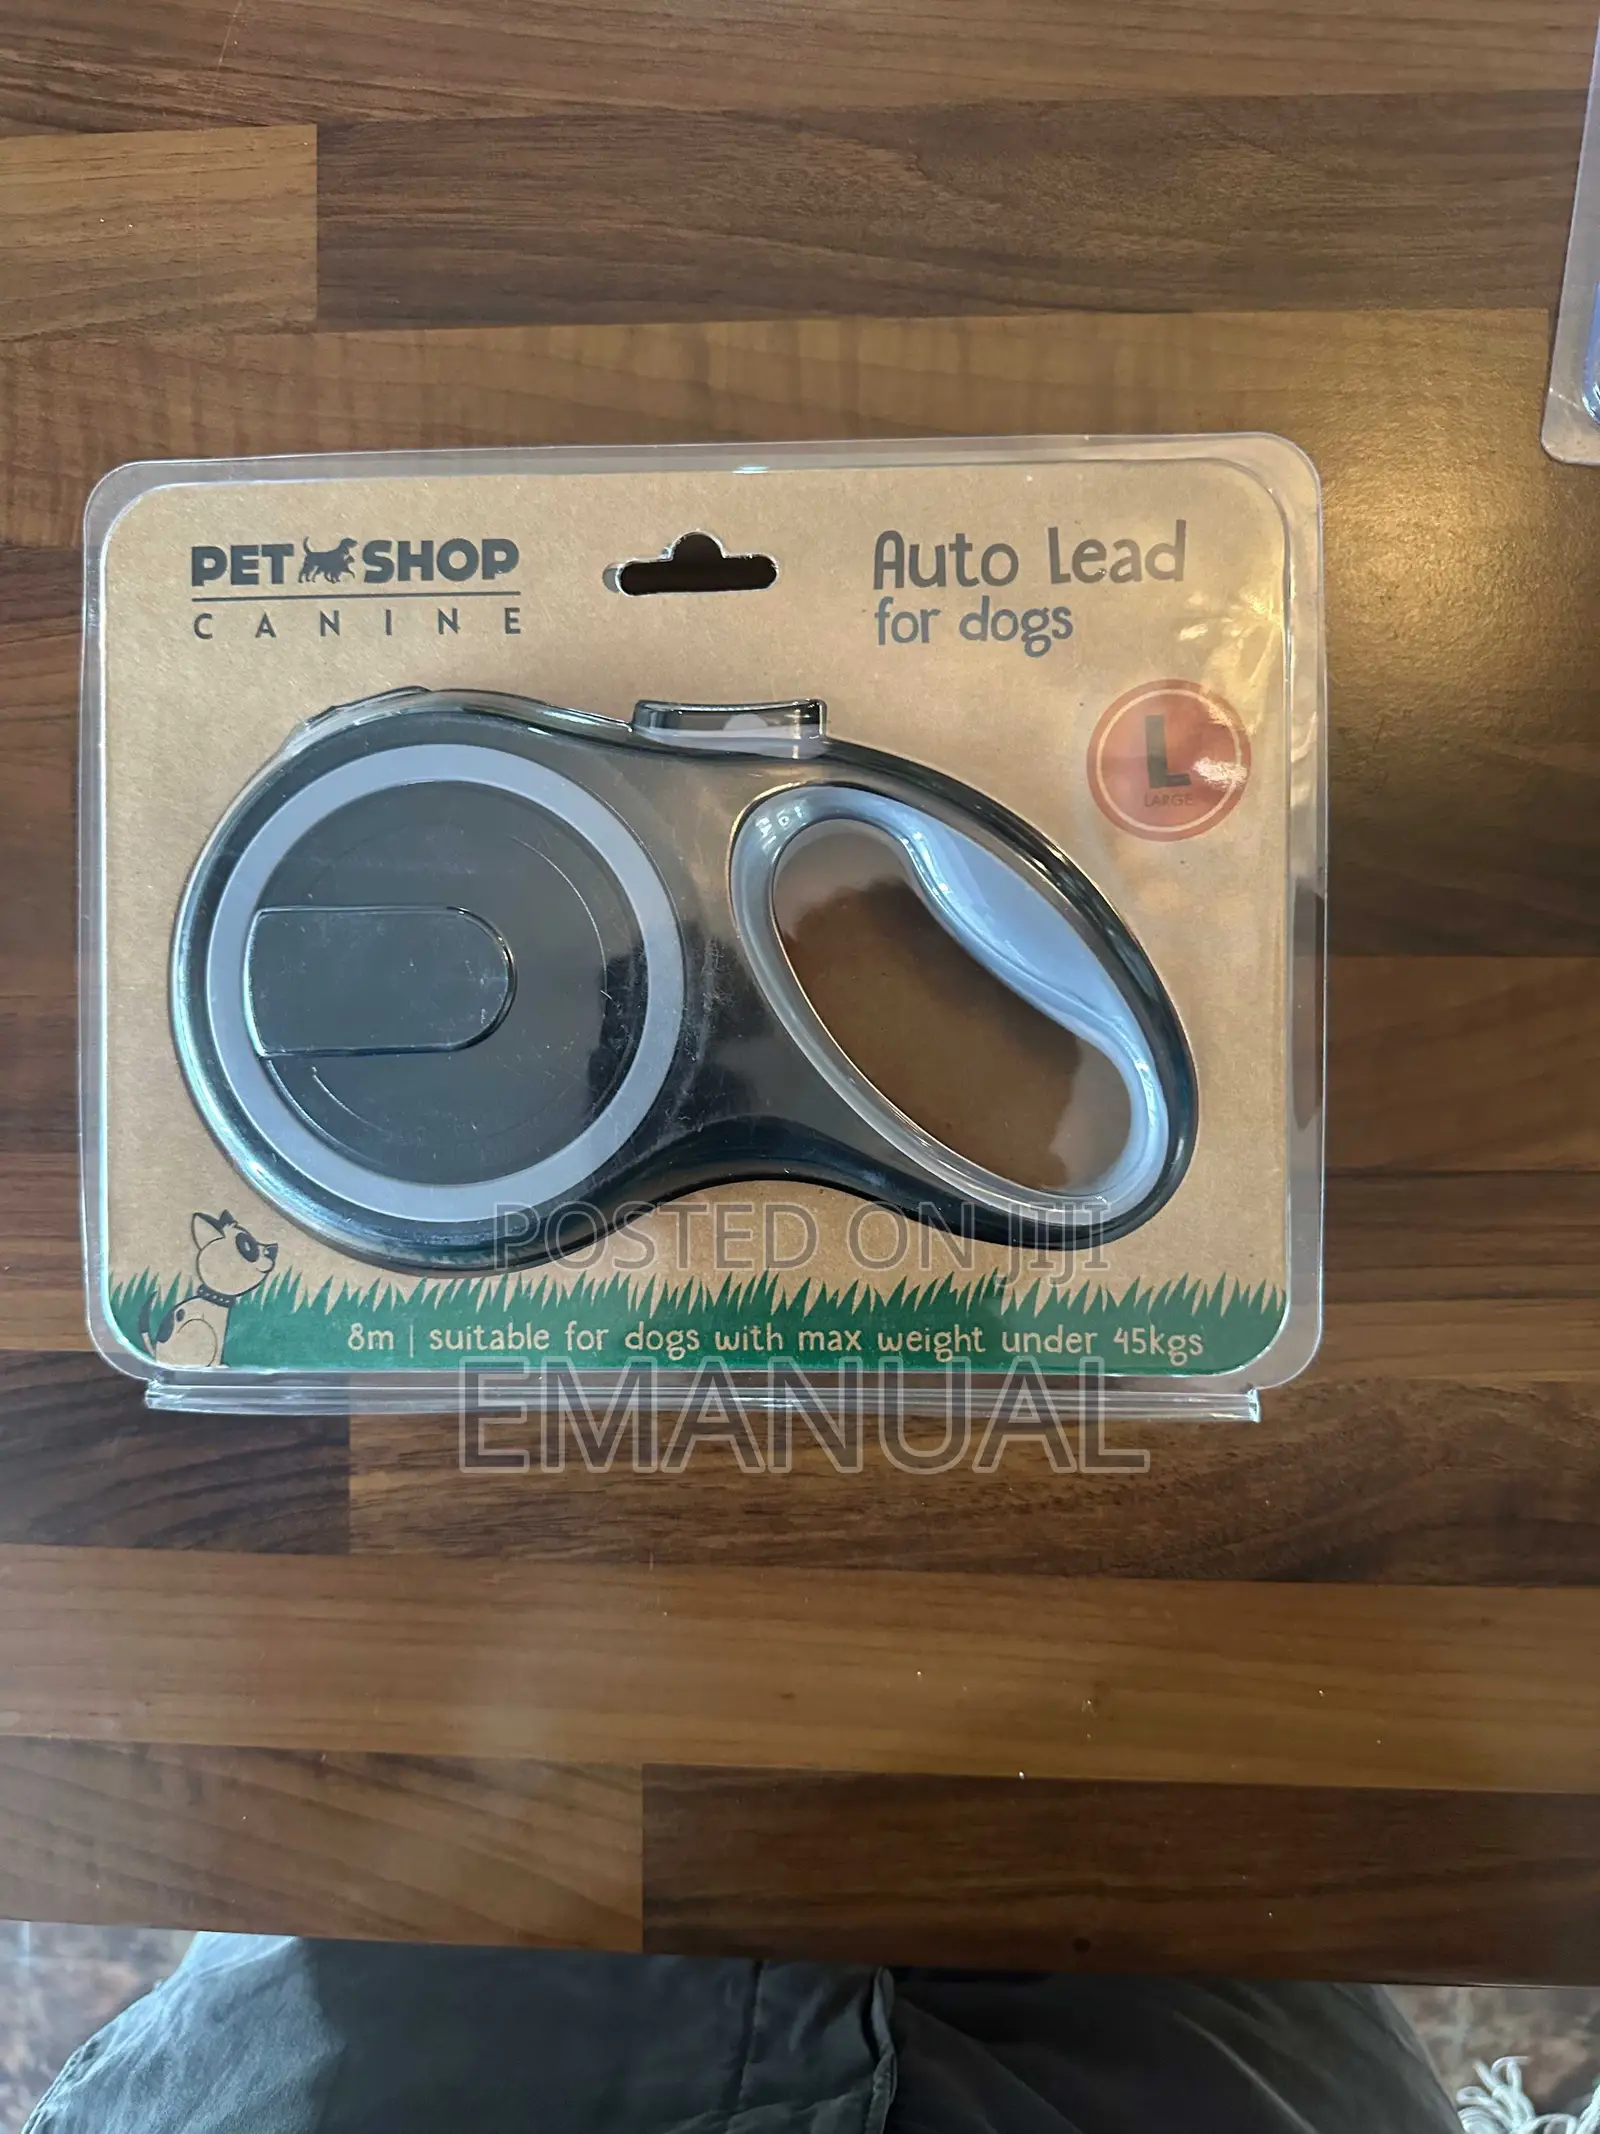 PET SHOP
CANINE
Auto Lead
for dogs
L
LARGE
POSTED ON JIJI
8m | suitable for dogs with max weight under 45kgs
EMANUAL